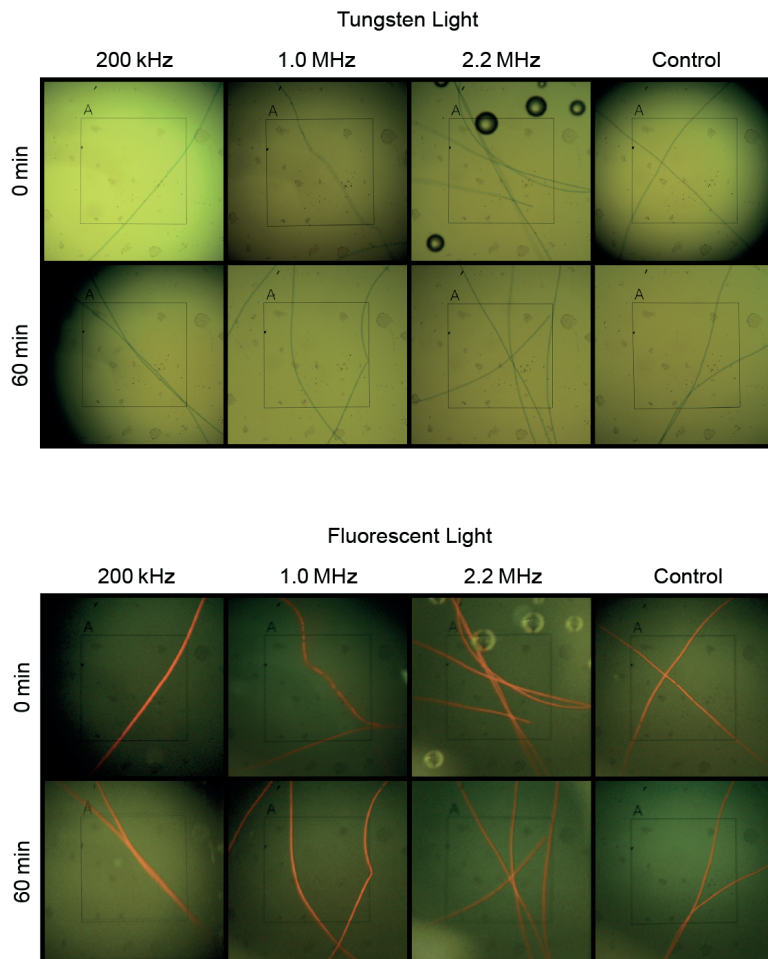 Tungsten Light
200 kHz 1.0 MHz 2.2 MHz Control
0 min
A A A A
60 min
A A A A
Fluorescent Light
200 kHz 1.0 MHz 2.2 MHz Control
0 min
A A A A
60 min
A A A A